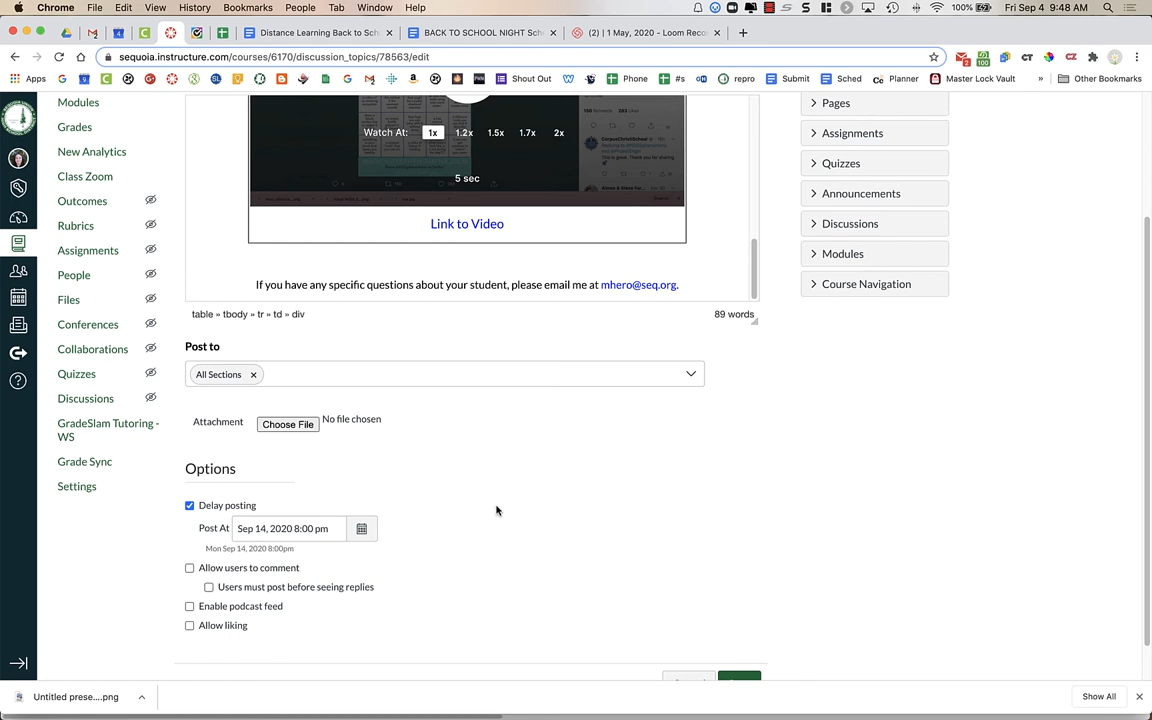 Chrome File Edit View History Bookmarks People Tab Window Help 100% Fri Sep 4 9:48 AM
Distance Learning Back to Sch × BACK TO SCHOOL NIGHT Sch × (2) | 1 May, 2020 - Loom Reco × +
sequoia.instructure.com/courses/6170/discussion_topics/78563/edit
Apps Shout Out Phone #s repro Submit Sched Planner Master Lock Vault » Other Bookmarks
Modules
Grades
New Analytics
Class Zoom
Outcomes
Rubrics
Assignments
People
Files
Conferences
Collaborations
Quizzes
Discussions
GradeSlam Tutoring -
WS
Grade Sync
Settings
Watch At: 1x 1.2x 1.5x 1.7x 2x
5 sec
Link to Video
If you have any specific questions about your student, please email me at mhero@seq.org.
table » tbody » tr » td » div 89 words
Post to
All Sections ×
Attachment Choose File No file chosen
Options
Delay posting
Post At Sep 14, 2020 8:00 pm
Mon Sep 14, 2020 8:00pm
Allow users to comment
Users must post before seeing replies
Enable podcast feed
Allow liking
Pages
Assignments
Quizzes
Announcements
Discussions
Modules
Course Navigation
Untitled prese....png
Show All ×